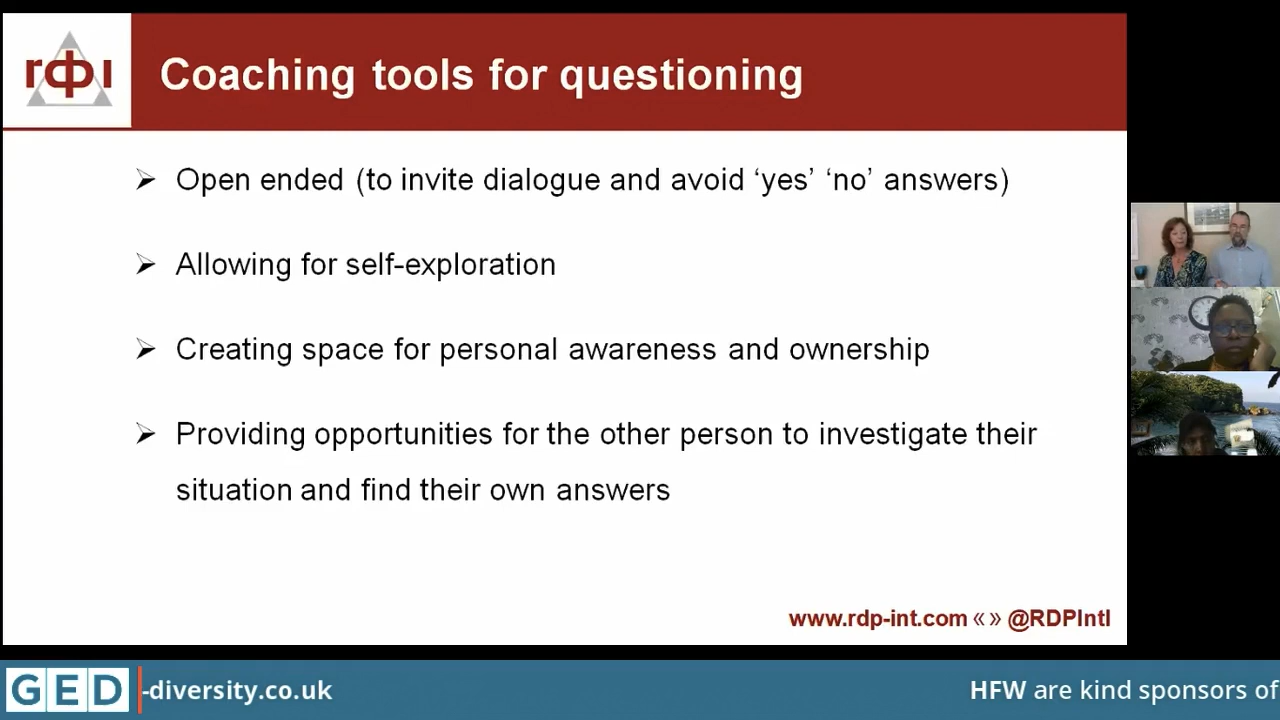 rфı
Coaching tools for questioning
➢ Open ended (to invite dialogue and avoid ‘yes’ ‘no’ answers)
➢ Allowing for self-exploration
➢ Creating space for personal awareness and ownership
➢ Providing opportunities for the other person to investigate their
situation and find their own answers
www.rdp-int.com «» @RDPIntl
GED -diversity.co.uk
HFW are kind sponsors of